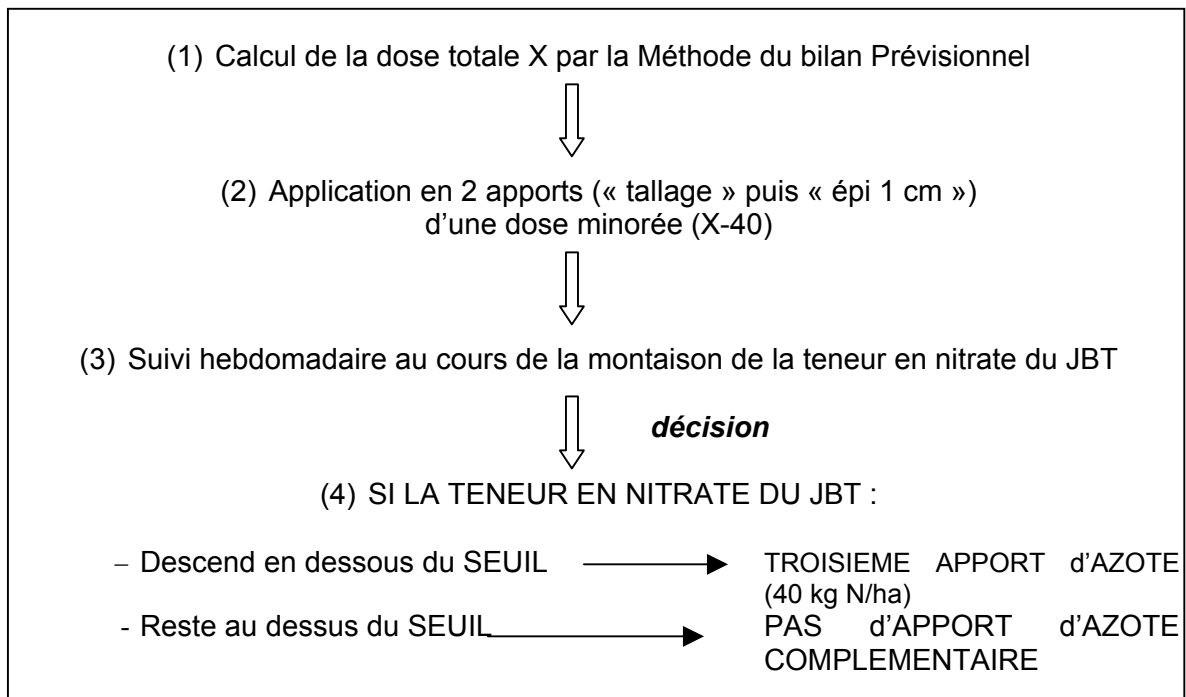 (1) Calcul de la dose totale X par la Méthode du bilan Prévisionnel
(2) Application en 2 apports (« tallage » puis « épi 1 cm »)
d’une dose minorée (X-40)
(3) Suivi hebdomadaire au cours de la montaison de la teneur en nitrate du JBT
décision
(4) SI LA TENEUR EN NITRATE DU JBT :
– Descend en dessous du SEUIL
TROISIEME APPORT d’AZOTE
(40 kg N/ha)
- Reste au dessus du SEUIL
PAS d’APPORT d’AZOTE
COMPLEMENTAIRE